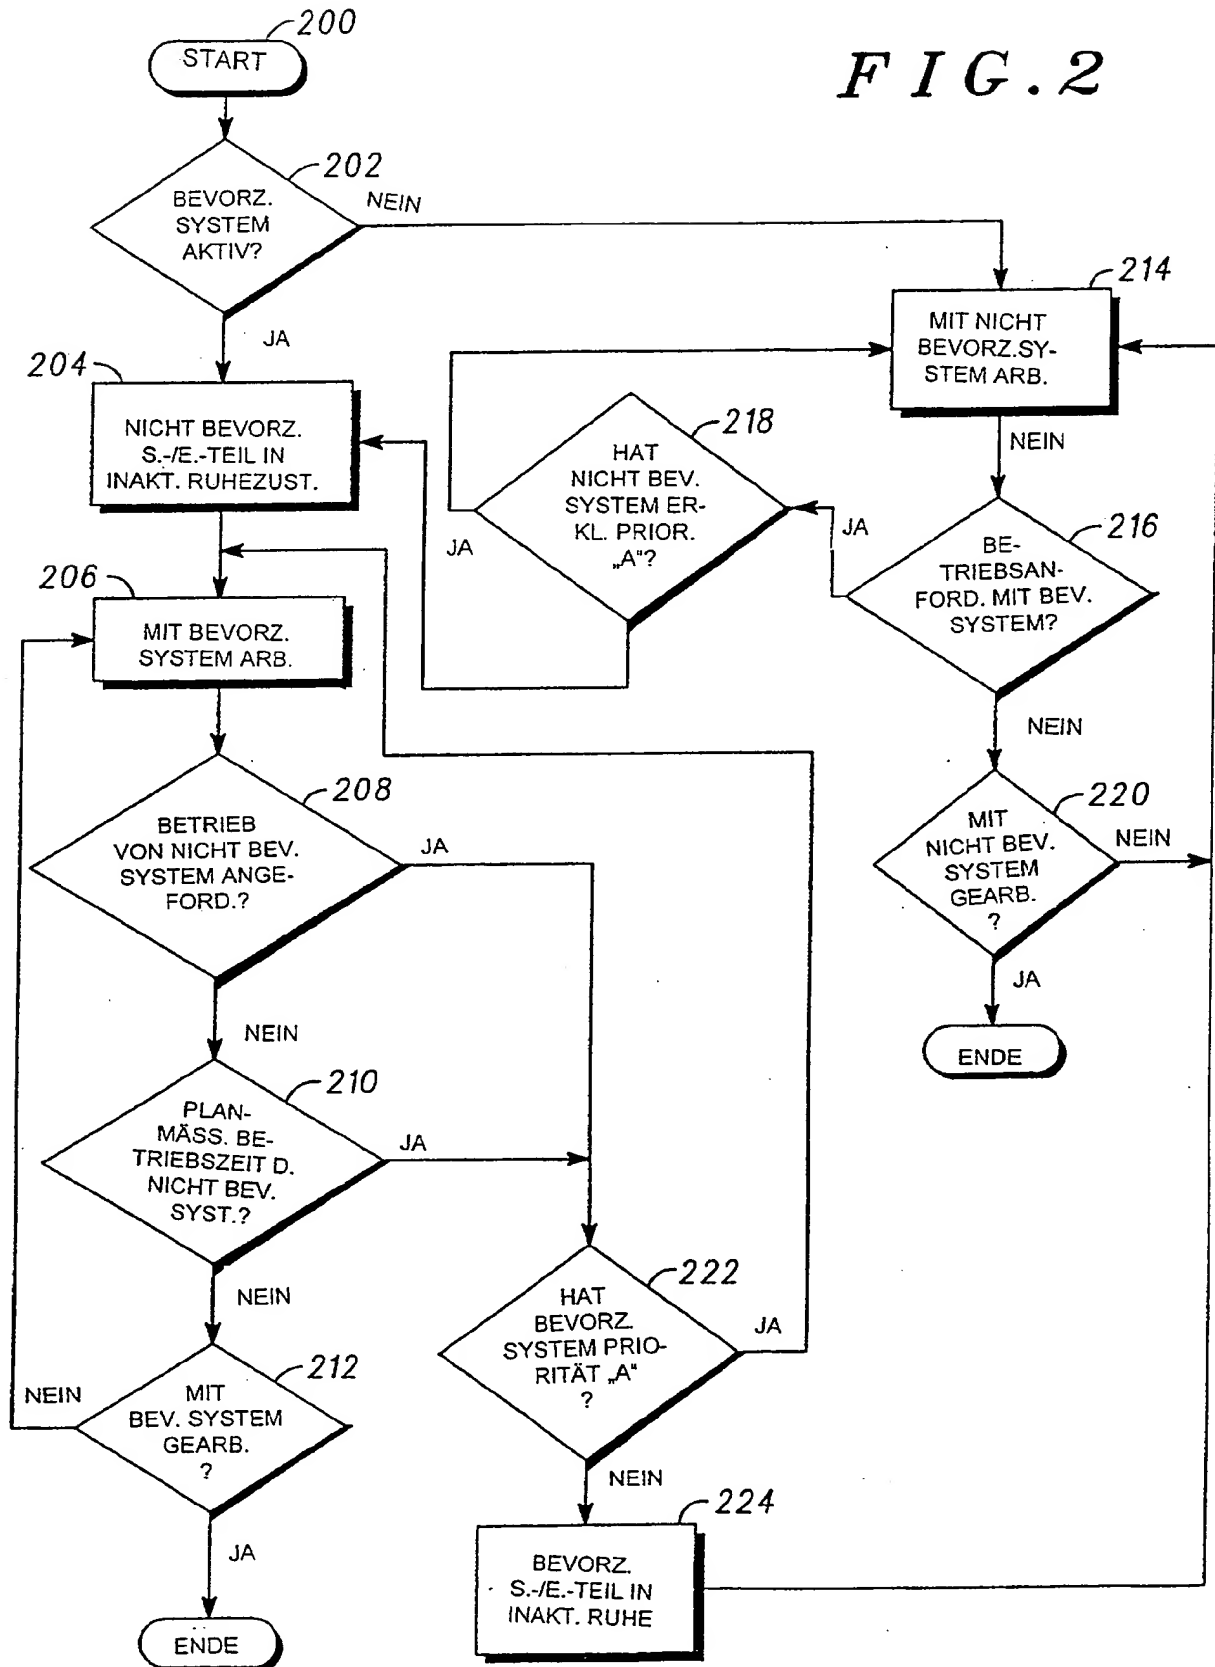 FIG.2
200
START
202
BEVORZ.
SYSTEM
AKTIV?
NEIN
JA
214
MIT NICHT
BEVORZ.SY-
STEM ARB.
NEIN
204
NICHT BEVORZ.
S.-/E.-TEIL IN
INAKT. RUHEZUST.
218
HAT
NICHT BEV.
SYSTEM ER-
KL. PRIOR.
„A"?
JA
JA
216
BE-
TRIEBSAN-
FORD. MIT BEV.
SYSTEM?
NEIN
206
MIT BEVORZ.
SYSTEM ARB.
208
BETRIEB
VON NICHT BEV.
SYSTEM ANGE-
FORD.?
JA
NEIN
220
MIT
NICHT BEV.
SYSTEM
GEARB.
?
NEIN
JA
ENDE
210
PLAN-
MÄSS. BE-
TRIEBSZEIT D.
NICHT BEV.
SYST.?
JA
NEIN
222
HAT
BEVORZ.
SYSTEM PRIO-
RITÄT „A"
?
JA
NEIN
212
MIT
BEV. SYSTEM
GEARB.
?
NEIN
JA
ENDE
224
BEVORZ.
S.-/E.-TEIL IN
INAKT. RUHE